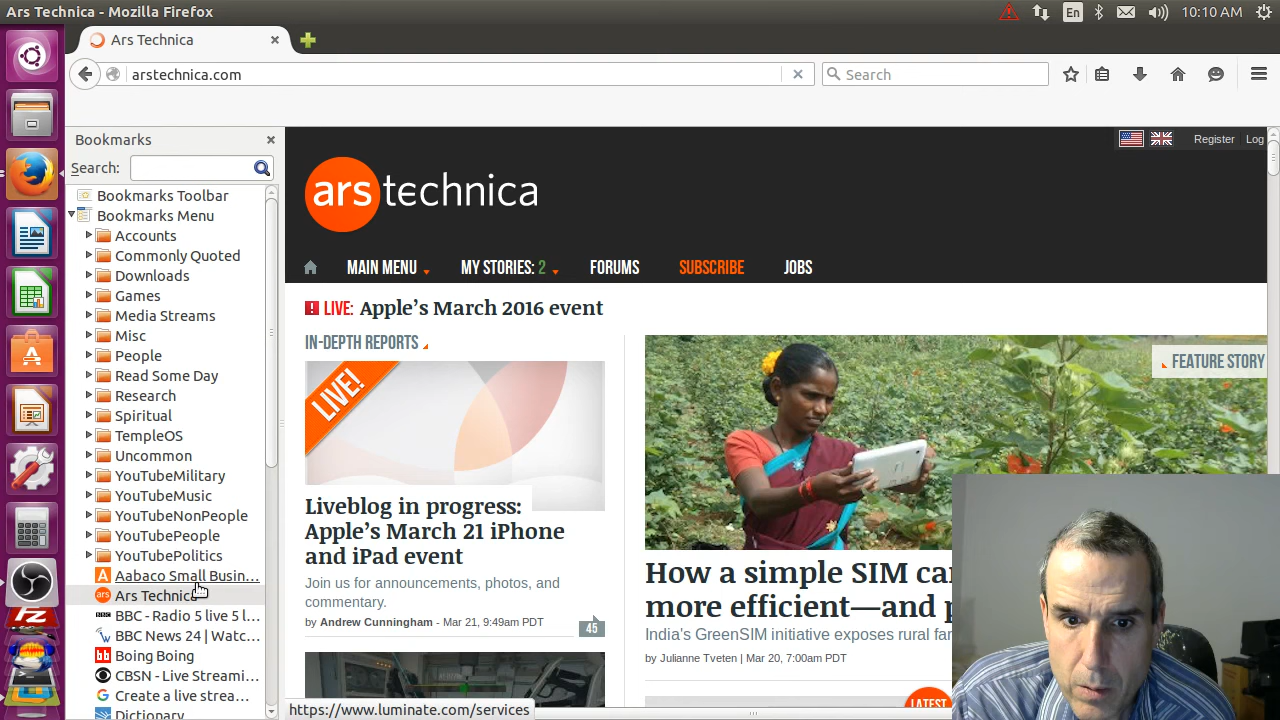 Ars Technica - Mozilla Firefox
En
10:10 AM
Ars Technica
arstechnica.com
Search
Bookmarks
Search:
Bookmarks Toolbar
Bookmarks Menu
Accounts
Commonly Quoted
Downloads
Games
Media Streams
Misc
People
Read Some Day
Research
Spiritual
TempleOS
Uncommon
YouTubeMilitary
YouTubeMusic
YouTubeNonPeople
YouTubePeople
YouTubePolitics
Aabaco Small Busin...
Ars Technica
BBC - Radio 5 live 5 l...
BBC News 24 | Watc...
Boing Boing
CBSN - Live Streami...
Create a live strea...
Dictionary
Register Log
ars technica
MAIN MENU
MY STORIES: 2
FORUMS
SUBSCRIBE
JOBS
LIVE: Apple's March 2016 event
IN-DEPTH REPORTS
LIVE!
Liveblog in progress:
Apple's March 21 iPhone
and iPad event
Join us for announcements, photos, and
commentary.
by Andrew Cunningham - Mar 21, 9:49am PDT
45
FEATURE STORY
How a simple SIM ca
more efficient—and p
India's GreenSIM initiative exposes rural far
by Julianne Tveten | Mar 20, 7:00am PDT
LATEST
https://www.luminate.com/services